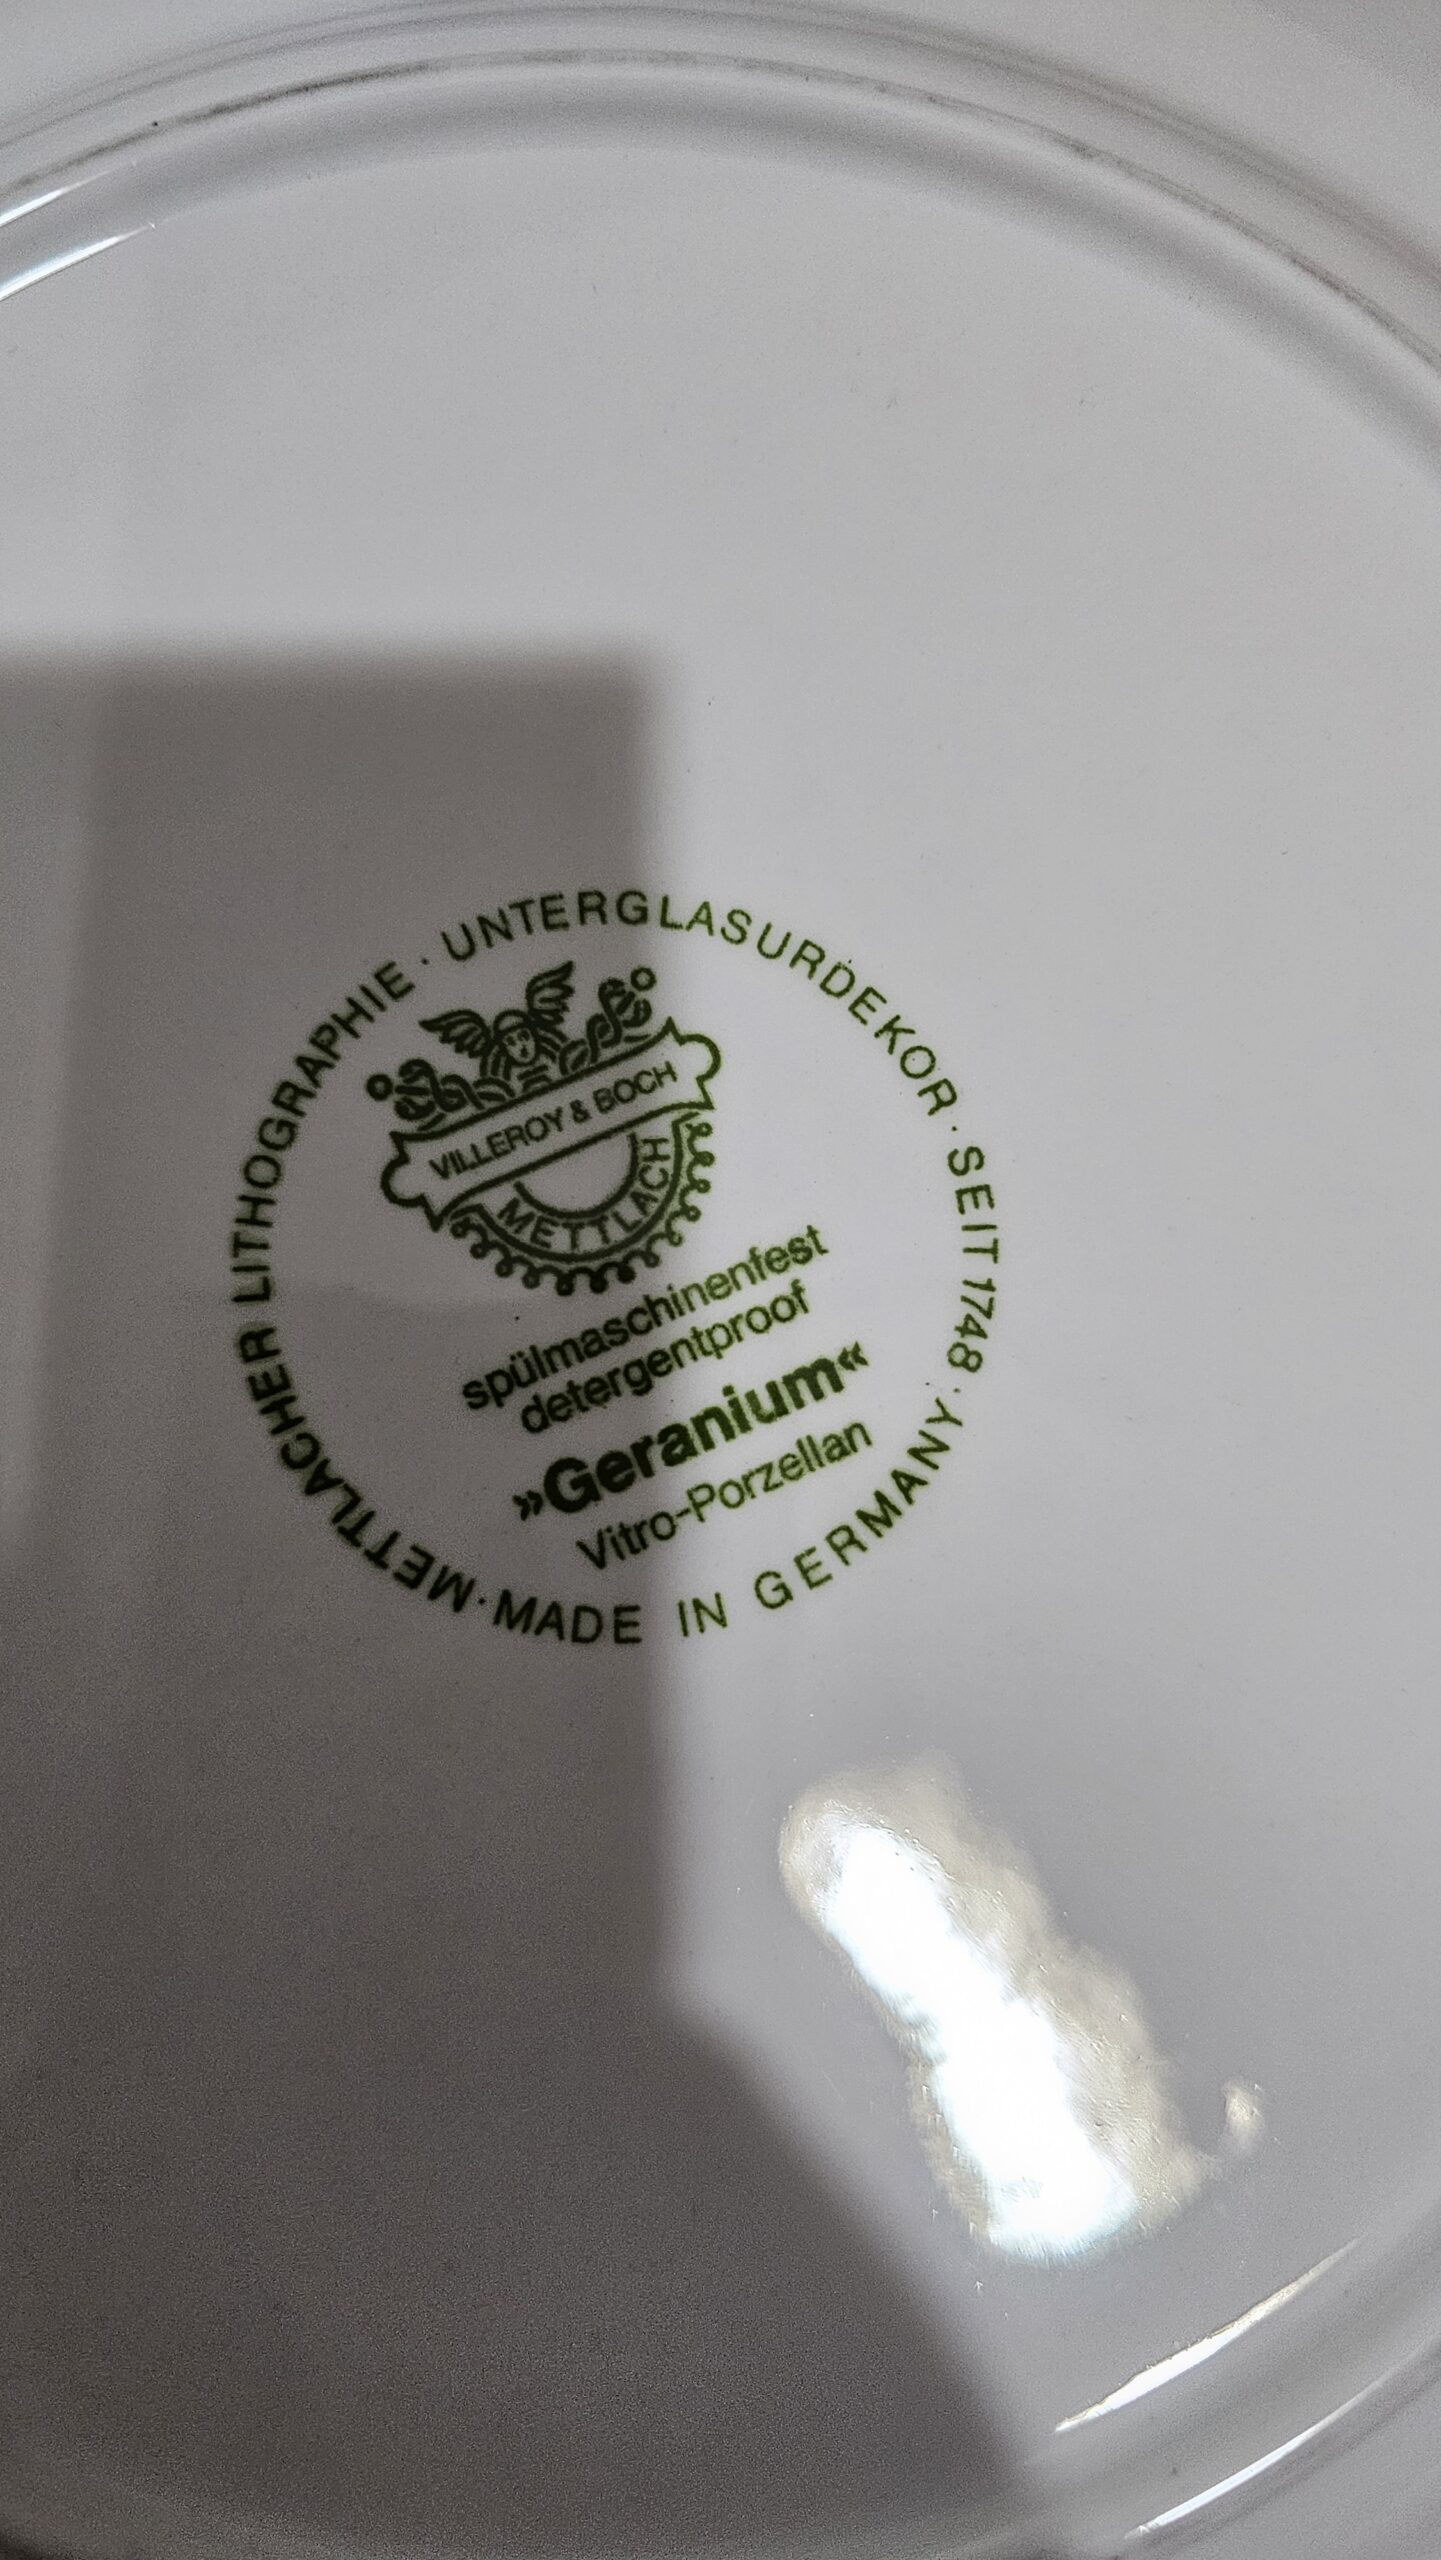 METTLACHER LITHOGRAPHIE · UNTERGLASURDEKOR · SEIT 1748 · MADE IN GERMANY ·
VILLEROY & BOCH
METTLACH
spülmaschinenfest
detergentproof
»Geranium«
Vitro-Porzellan